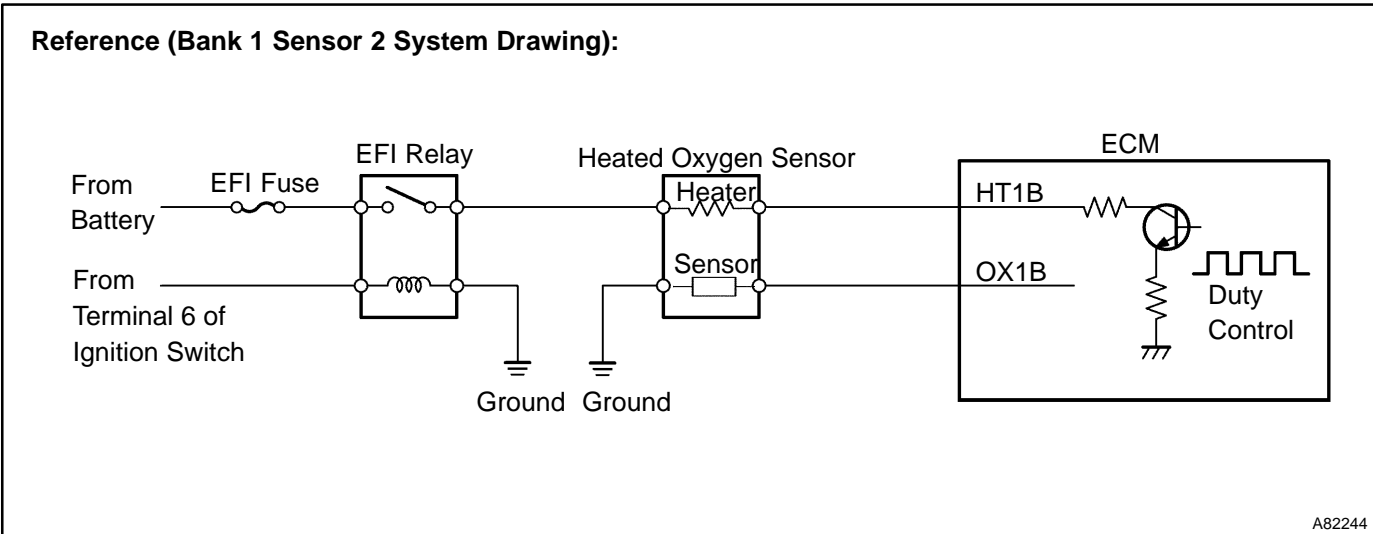 Reference (Bank 1 Sensor 2 System Drawing):
ECM
EFI Relay
Heated Oxygen Sensor
From
Battery
EFI Fuse
Heater
HT1B
From
Terminal 6 of
Ignition Switch
Sensor
OX1B
Duty
Control
Ground
Ground
A82244